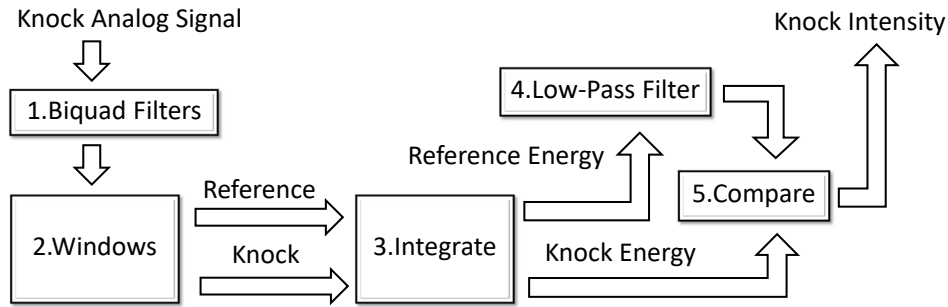 Knock Analog Signal
Knock Intensity
1.Biquad Filters
4.Low-Pass Filter
Reference Energy
Reference
5.Compare
2.Windows
3.Integrate
Knock
Knock Energy